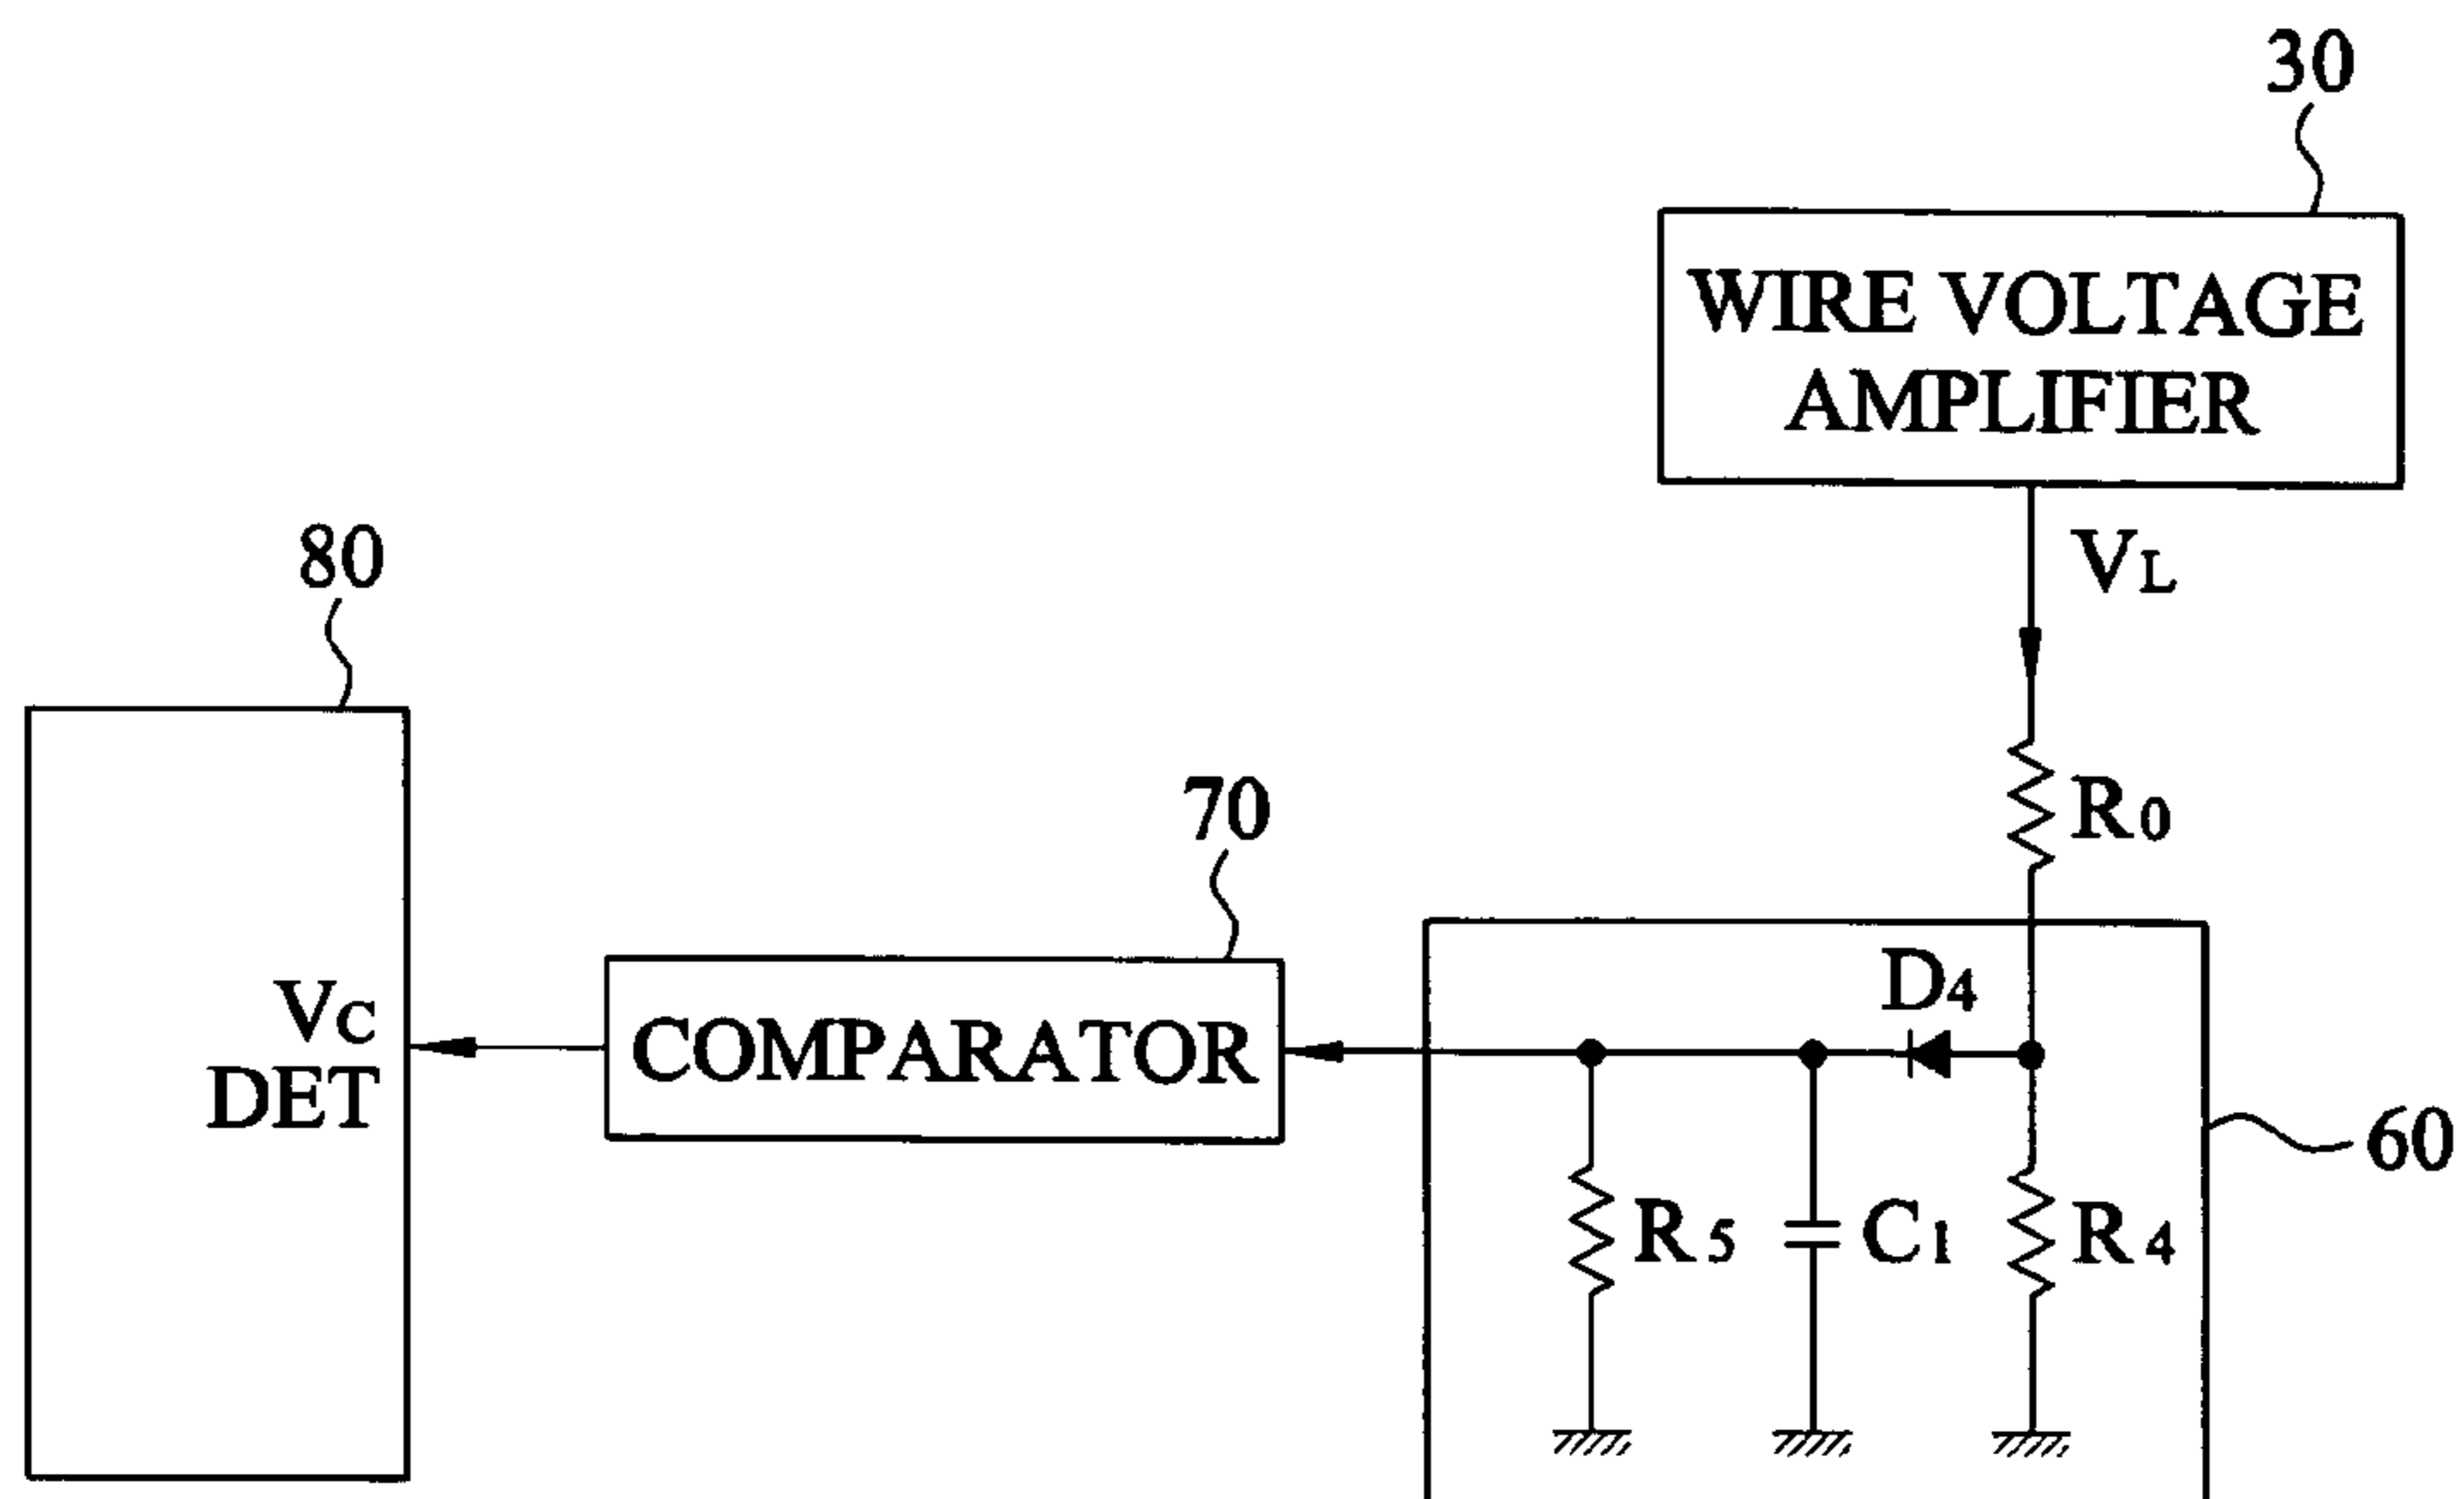 30
WIRE VOLTAGE
AMPLIFIER
VL
80
R0
70
D4
VC
DET
COMPARATOR
60
R5
C1
R4